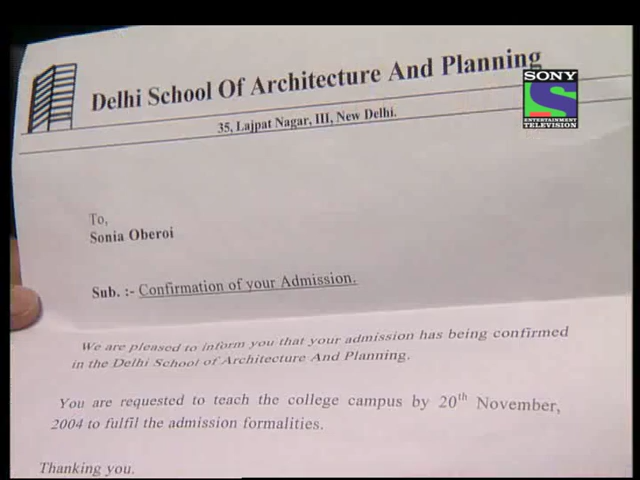 Delhi School Of Architecture And Planning
SONY
ENTERTAINMENT
TELEVISION
35, Lajpat Nagar, III, New Delhi.
To,
Sonia Oberoi
Sub. :- Confirmation of your Admission.
We are pleased to inform you that your admission has being confirmed
in the Delhi School of Architecture And Planning.
You are requested to teach the college campus by 20th November,
2004 to fulfil the admission formalities.
Thanking you.